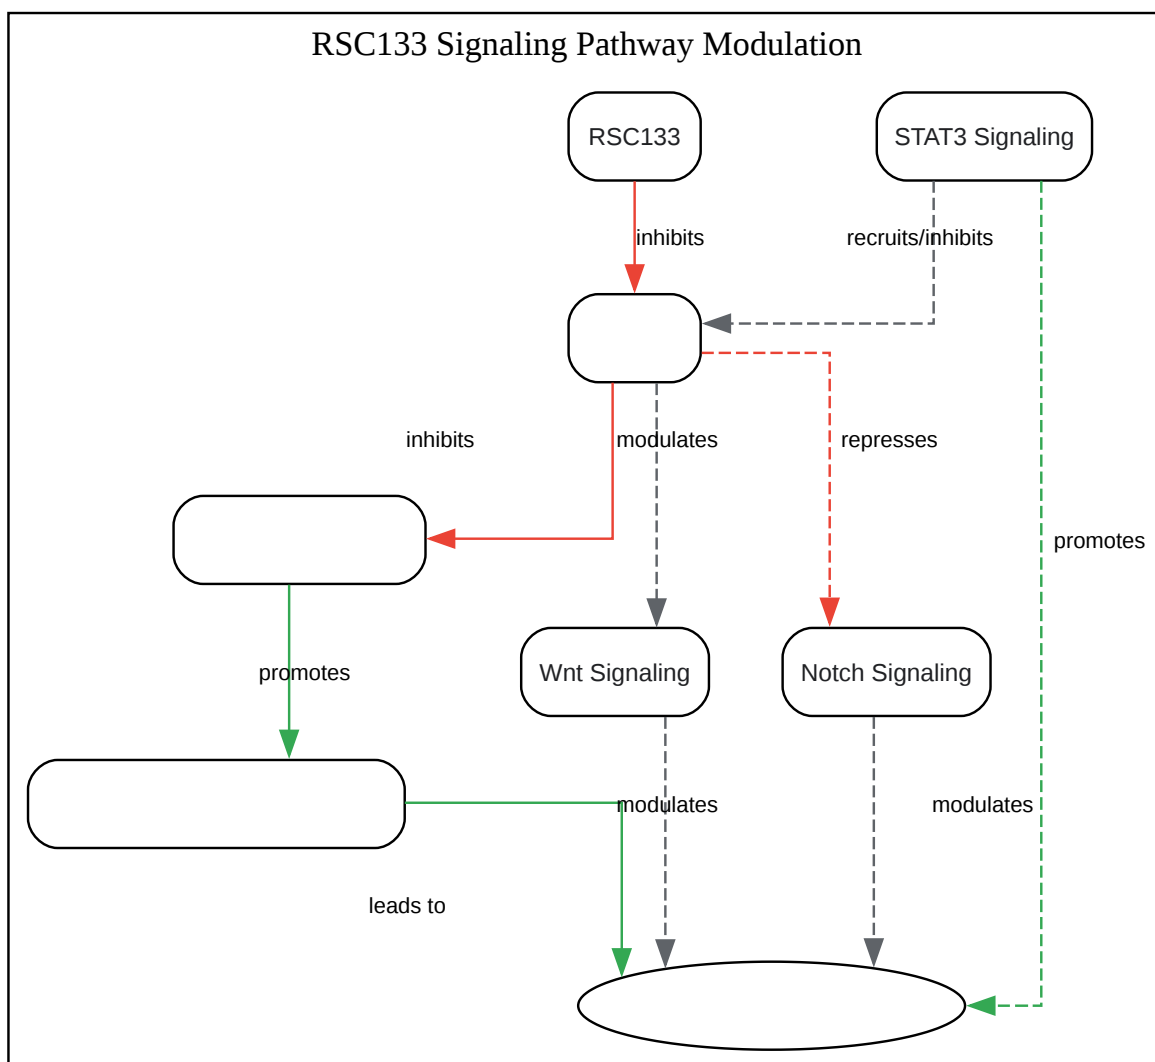 RSC133 Signaling Pathway Modulation
RSC133
STAT3 Signaling
inhibits
recruits/inhibits
inhibits
modulates
represses
promotes
promotes
Wnt Signaling
Notch Signaling
modulates
modulates
leads to